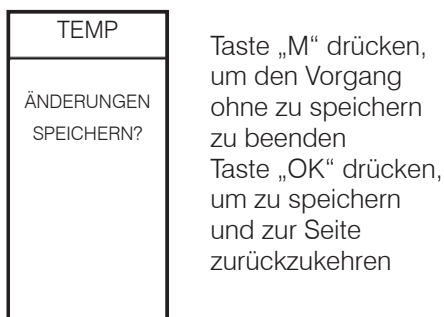 TEMP
ÄNDERUNGEN
SPEICHERN?
Taste „M“ drücken,
um den Vorgang
ohne zu speichern
zu beenden
Taste „OK“ drücken,
um zu speichern
und zur Seite
zurückzukehren